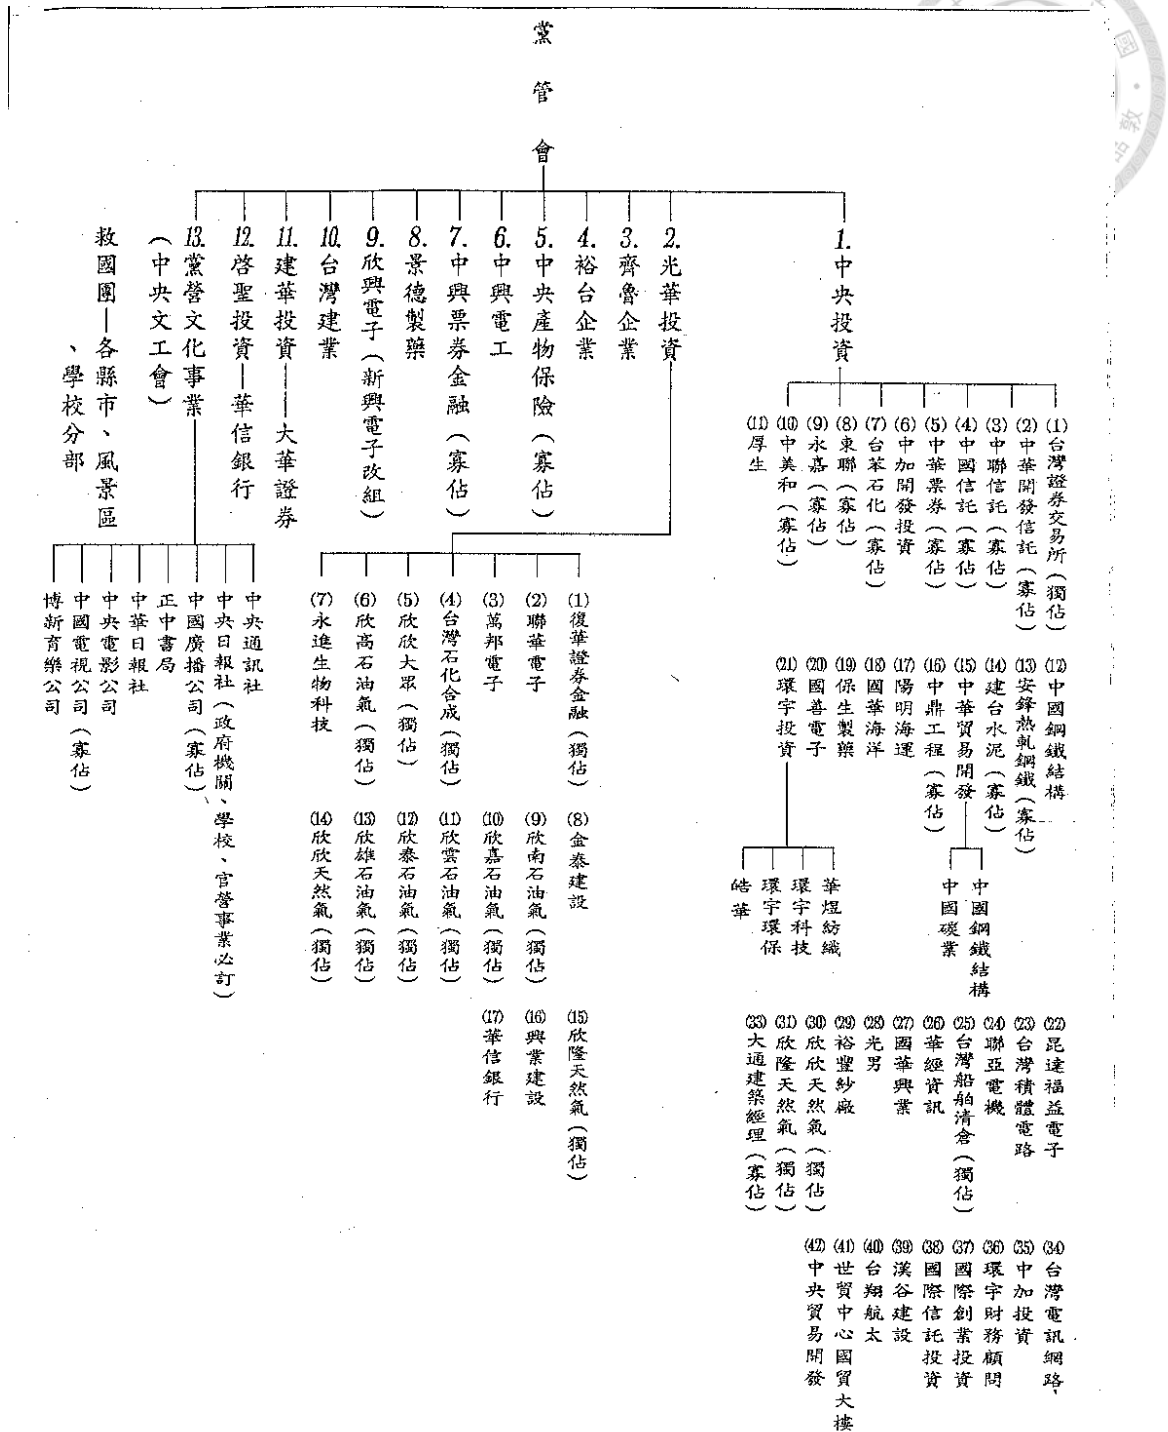 黨管會
1.中央投資
2.光華投資
3.齊魯企業
4.裕台企業
5.中央產物保險(寡佔)
6.中興電工
7.中興票券金融(寡佔)
8.景德製藥
9.欣興電子(新興電子改組)
10.台灣建業
11.建華投資—大華證券
12.啓聖投資—華信銀行
13.黨營文化事業
(中央文工會)
救國團—各縣市、風景區
、學校分部
(1)台灣證券交易所(獨佔)
(2)中華開發信託(寡佔)
(3)中聯信託(寡佔)
(4)中國信託(寡佔)
(5)中華票券(寡佔)
(6)中加開發投資
(7)台苯石化(寡佔)
(8)東聯(寡佔)
(9)永嘉(寡佔)
(10)中美和(寡佔)
(11)厚生
(12)中國鋼鐵結構
(13)安鋒熱軋鋼鐵(寡佔)
(14)建台水泥(寡佔)
(15)中華貿易開發
(16)中鼎工程(寡佔)
(17)陽明海運
(18)國華海洋
(19)保生製藥
(20)國善電子
(21)環宇投資
中國鋼鐵結構
中國碳業
華煜紡織
環宇科技
環宇環保
皓華
(22)昆達福益電子
(23)台灣積體電路
(24)聯亞電機
(25)台灣船舶清倉(獨佔)
(26)華經資訊
(27)國華興業
(28)光男
(29)裕豐紗廠
(30)欣欣天然氣(獨佔)
(31)欣隆天然氣(獨佔)
(33)大通建築經理(寡佔)
(34)台灣電訊網路
(35)中加投資
(36)環宇財務顧問
(37)國際創業投資
(38)國際信託投資
(39)漢谷建設
(40)台翔航太
(41)世貿中心國貿大樓
(42)中央貿易開發
(1)復華證券金融(獨佔)
(2)聯華電子
(3)萬邦電子
(4)台灣石化合成(獨佔)
(5)欣欣大眾(獨佔)
(6)欣高石油氣(獨佔)
(7)永進生物科技
(8)金泰建設
(9)欣南石油氣(獨佔)
(10)欣嘉石油氣(獨佔)
(11)欣雲石油氣(獨佔)
(12)欣泰石油氣(獨佔)
(13)欣雄石油氣(獨佔)
(14)欣欣天然氣(獨佔)
(15)欣隆天然氣(獨佔)
(16)興業建設
(17)華信銀行
中央通訊社
中央日報社(政府機關、學校、官營事業必訂)
中國廣播公司(寡佔)
正中書局
中華日報社
中央電影公司
中國電視公司(寡佔)
博新育樂公司
國
敦
品